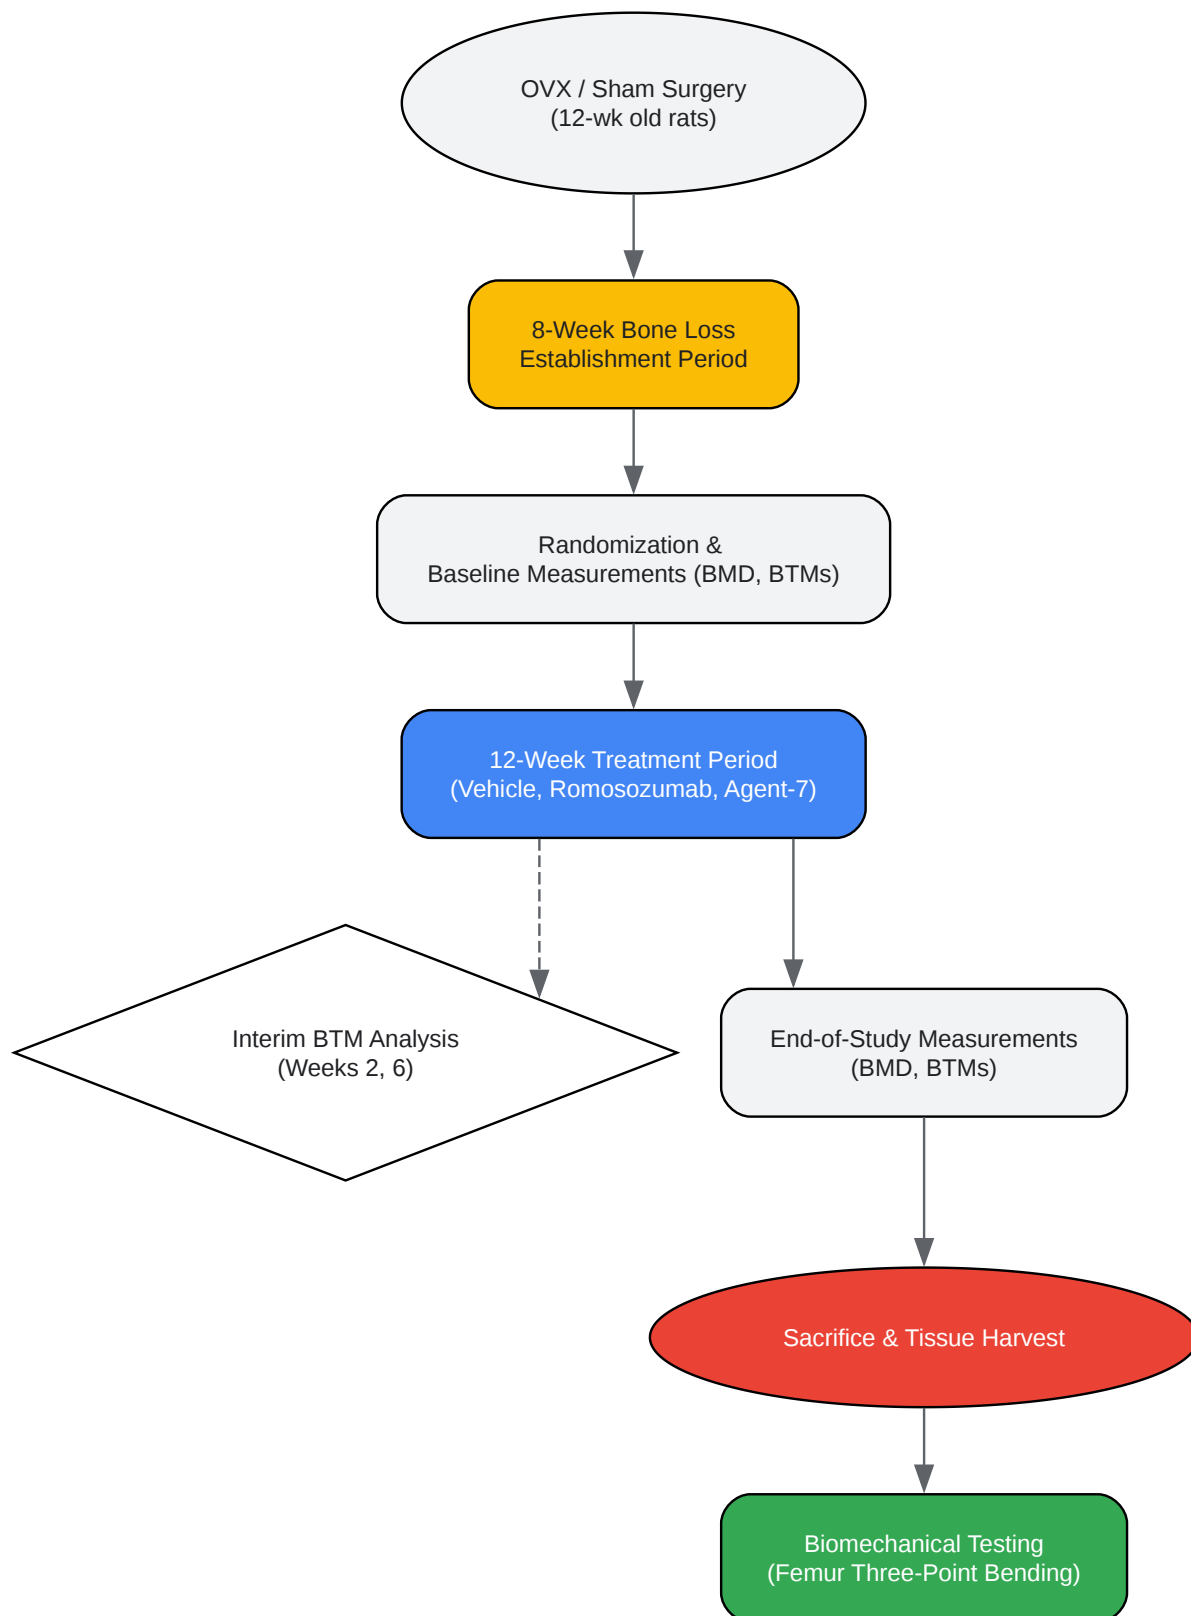 OVX / Sham Surgery
(12-wk old rats)
8-Week Bone Loss
Establishment Period
Randomization &
Baseline Measurements (BMD, BTMs)
12-Week Treatment Period
(Vehicle, Romosozumab, Agent-7)
Interim BTM Analysis
(Weeks 2, 6)
End-of-Study Measurements
(BMD, BTMs)
Sacrifice & Tissue Harvest
Biomechanical Testing
(Femur Three-Point Bending)